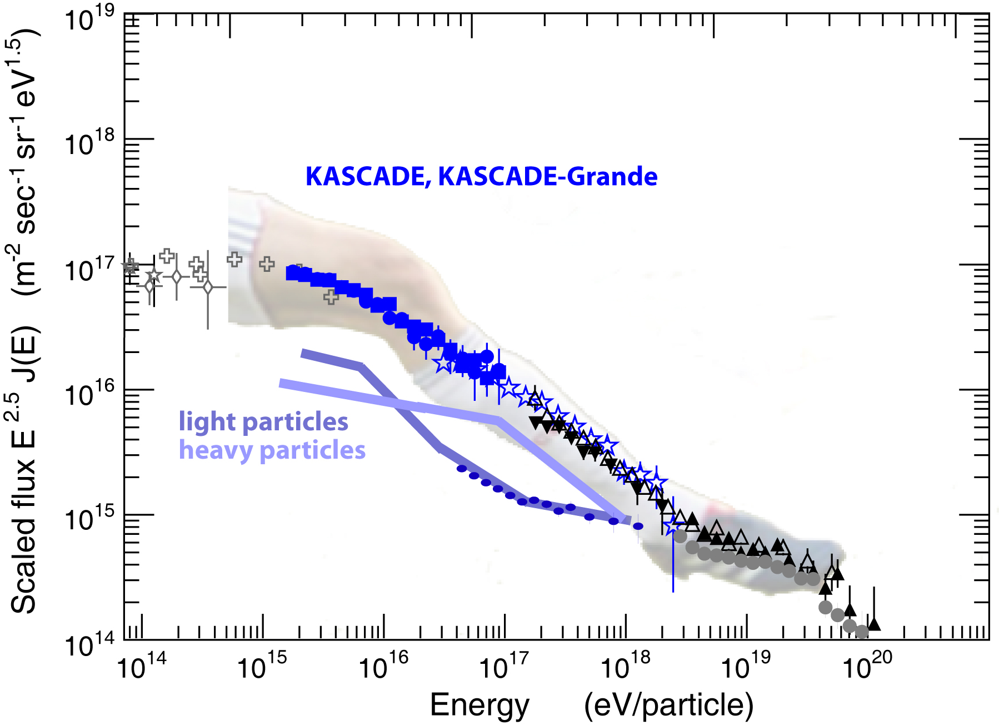 Scaled flux E^2.5 J(E) (m^-2 sec^-1 sr^-1 eV^1.5)
10^19
10^18
10^17
10^16
10^15
10^14
KASCADE, KASCADE-Grande
light particles
heavy particles
10^14 10^15 10^16 10^17 10^18 10^19 10^20
Energy (eV/particle)